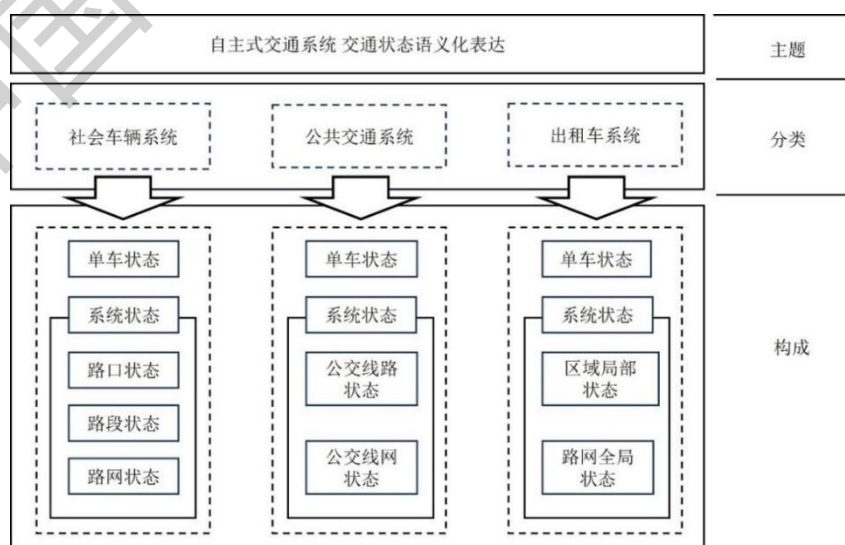 自主式交通系统 交通状态语义化表达
主题
社会车辆系统
公共交通系统
出租车系统
分类
单车状态
系统状态
路口状态
路段状态
路网状态
单车状态
系统状态
公交线路
状态
公交线网
状态
单车状态
系统状态
区域局部
状态
路网全局
状态
构成